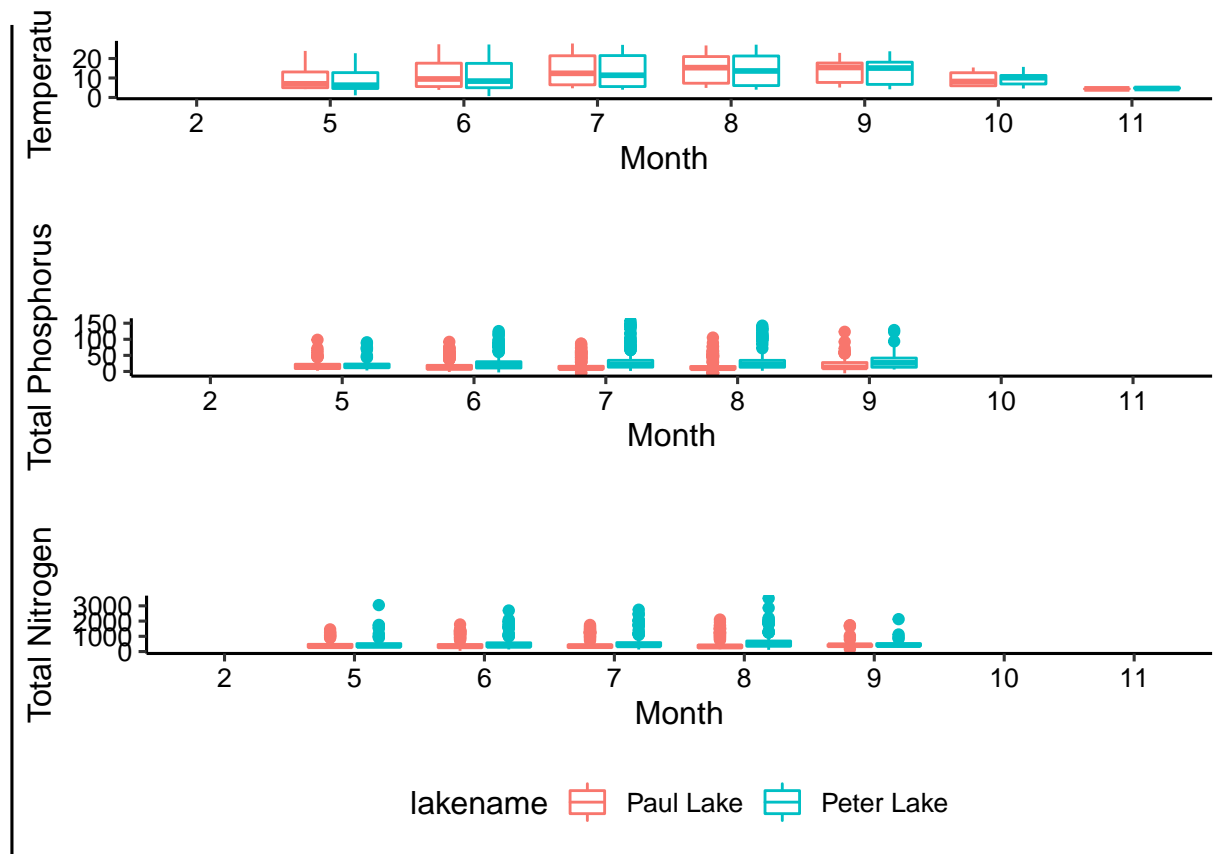 Temperatu
20
10
0
2 5 6 7 8 9 10 11
Month
Total Phosphorus
150
100
50
0
2 5 6 7 8 9 10 11
Month
Total Nitrogen
3000
2000
1000
0
2 5 6 7 8 9 10 11
Month
lakename Paul Lake Peter Lake